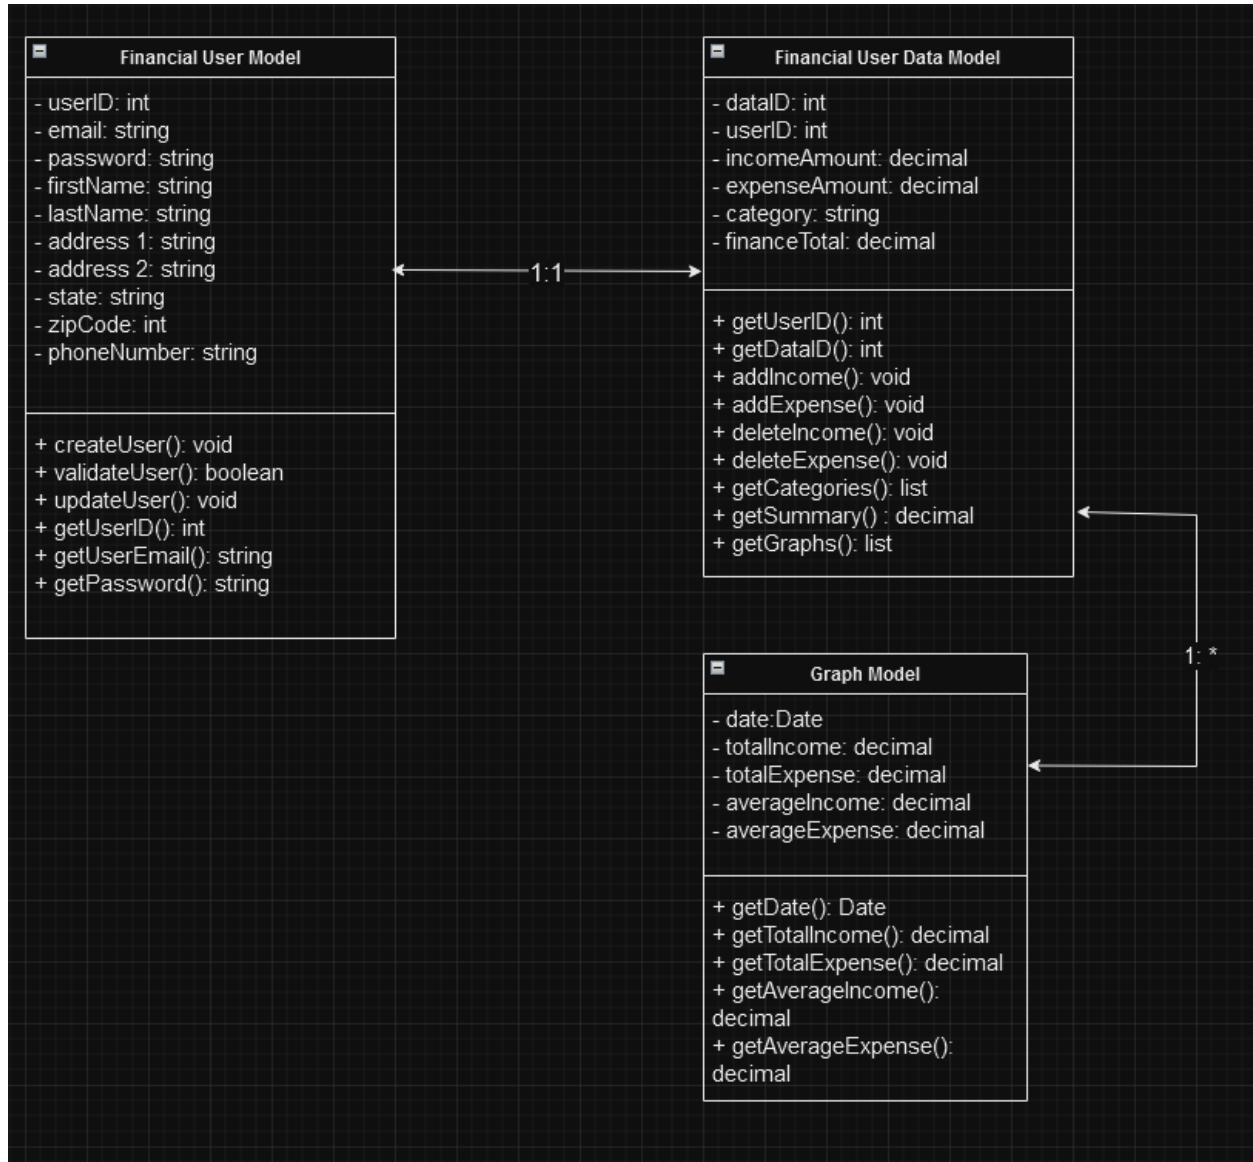 Financial User Model
- userID: int
- email: string
- password: string
- firstName: string
- lastName: string
- address 1: string
- address 2: string
- state: string
- zipCode: int
- phoneNumber: string
+ createUser(): void
+ validateUser(): boolean
+ updateUser(): void
+ getUserID(): int
+ getUserEmail(): string
+ getPassword(): string
1:1
Financial User Data Model
- dataID: int
- userID: int
- incomeAmount: decimal
- expenseAmount: decimal
- category: string
- financeTotal: decimal
+ getUserID(): int
+ getDataID(): int
+ addIncome(): void
+ addExpense(): void
+ deleteIncome(): void
+ deleteExpense(): void
+ getCategories(): list
+ getSummary() : decimal
+ getGraphs(): list
1: *
Graph Model
- date:Date
- totalIncome: decimal
- totalExpense: decimal
- averageIncome: decimal
- averageExpense: decimal
+ getDate(): Date
+ getTotalIncome(): decimal
+ getTotalExpense(): decimal
+ getAverageIncome():
decimal
+ getAverageExpense():
decimal